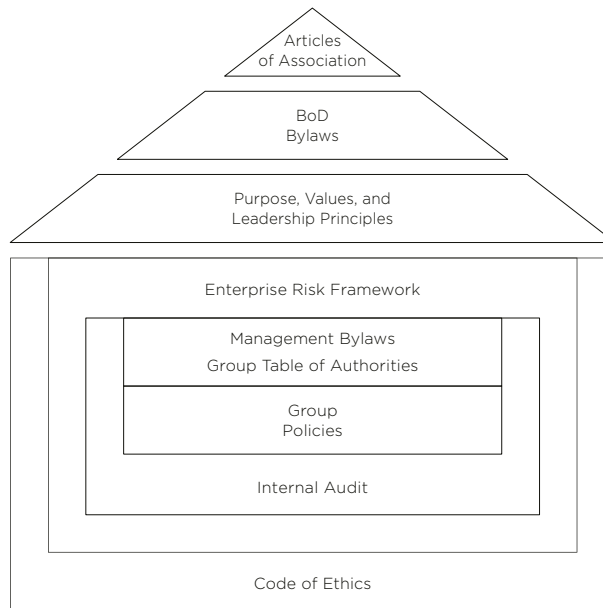 Articles
of Association
BoD
Bylaws
Purpose, Values, and
Leadership Principles
Enterprise Risk Framework
Management Bylaws
Group Table of Authorities
Group
Policies
Internal Audit
Code of Ethics